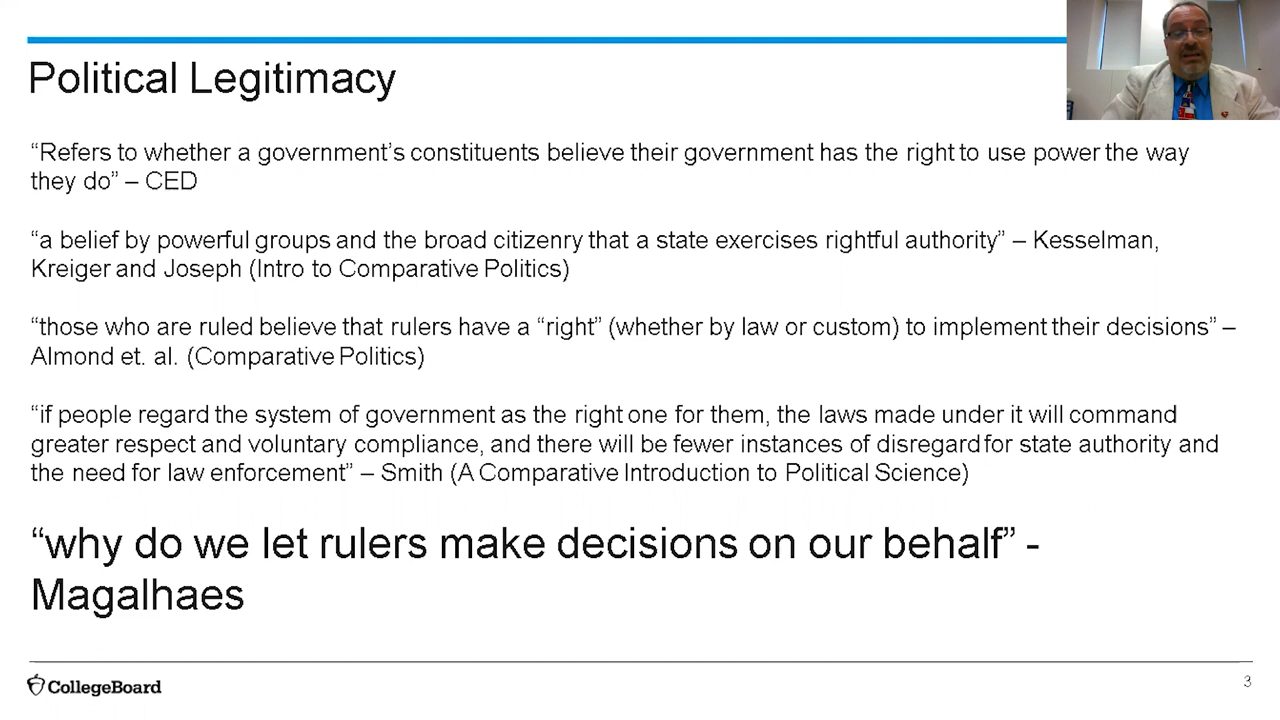 Political Legitimacy
“Refers to whether a government’s constituents believe their government has the right to use power the way
they do” – CED
“a belief by powerful groups and the broad citizenry that a state exercises rightful authority” – Kesselman,
Kreiger and Joseph (Intro to Comparative Politics)
“those who are ruled believe that rulers have a “right” (whether by law or custom) to implement their decisions” –
Almond et. al. (Comparative Politics)
“if people regard the system of government as the right one for them, the laws made under it will command
greater respect and voluntary compliance, and there will be fewer instances of disregard for state authority and
the need for law enforcement” – Smith (A Comparative Introduction to Political Science)
“why do we let rulers make decisions on our behalf” -
Magalhaes
CollegeBoard
3